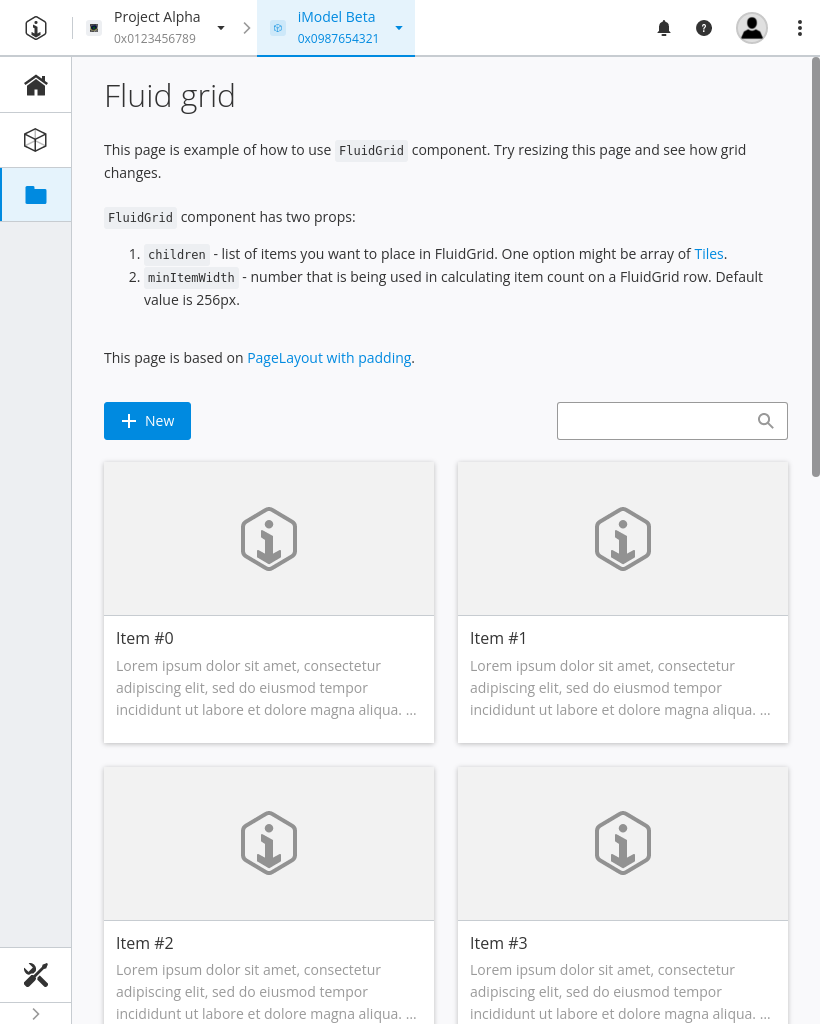 Project Alpha
0x0123456789
iModel Beta
0x0987654321
Fluid grid
This page is example of how to use FluidGrid component. Try resizing this page and see how grid
changes.
FluidGrid component has two props:
1. children - list of items you want to place in FluidGrid. One option might be array of Tiles.
2. minItemWidth - number that is being used in calculating item count on a FluidGrid row. Default
value is 256px.
This page is based on PageLayout with padding.
New
Item #0
Lorem ipsum dolor sit amet, consectetur
adipiscing elit, sed do eiusmod tempor
incididunt ut labore et dolore magna aliqua. ...
Item #1
Lorem ipsum dolor sit amet, consectetur
adipiscing elit, sed do eiusmod tempor
incididunt ut labore et dolore magna aliqua. ...
Item #2
Lorem ipsum dolor sit amet, consectetur
adipiscing elit, sed do eiusmod tempor
incididunt ut labore et dolore magna aliqua. ...
Item #3
Lorem ipsum dolor sit amet, consectetur
adipiscing elit, sed do eiusmod tempor
incididunt ut labore et dolore magna aliqua. ...